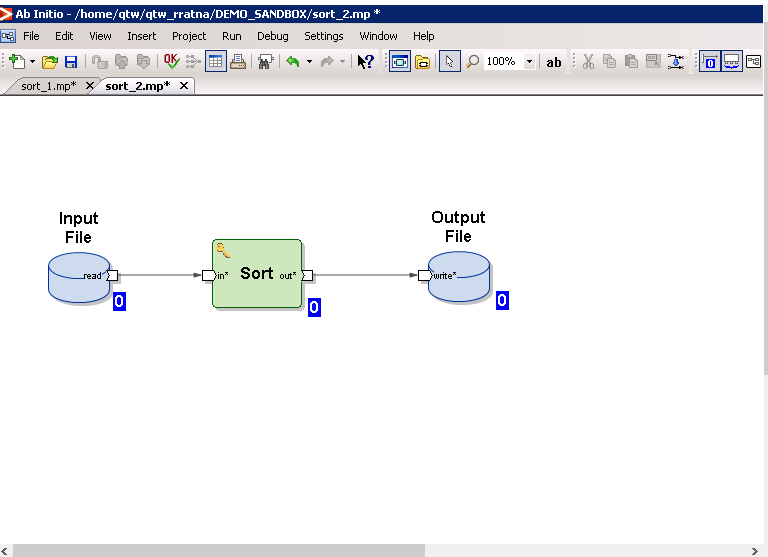 Ab Initio - /home/qtw/qtw_rratna/DEMO_SANDBOX/sort_2.mp *
File Edit View Insert Project Run Debug Settings Window Help
OK 100% ab 0
sort_1.mp* X sort_2.mp* X
Input
File
Output
File
read in* Sort out* write*
0 0 0